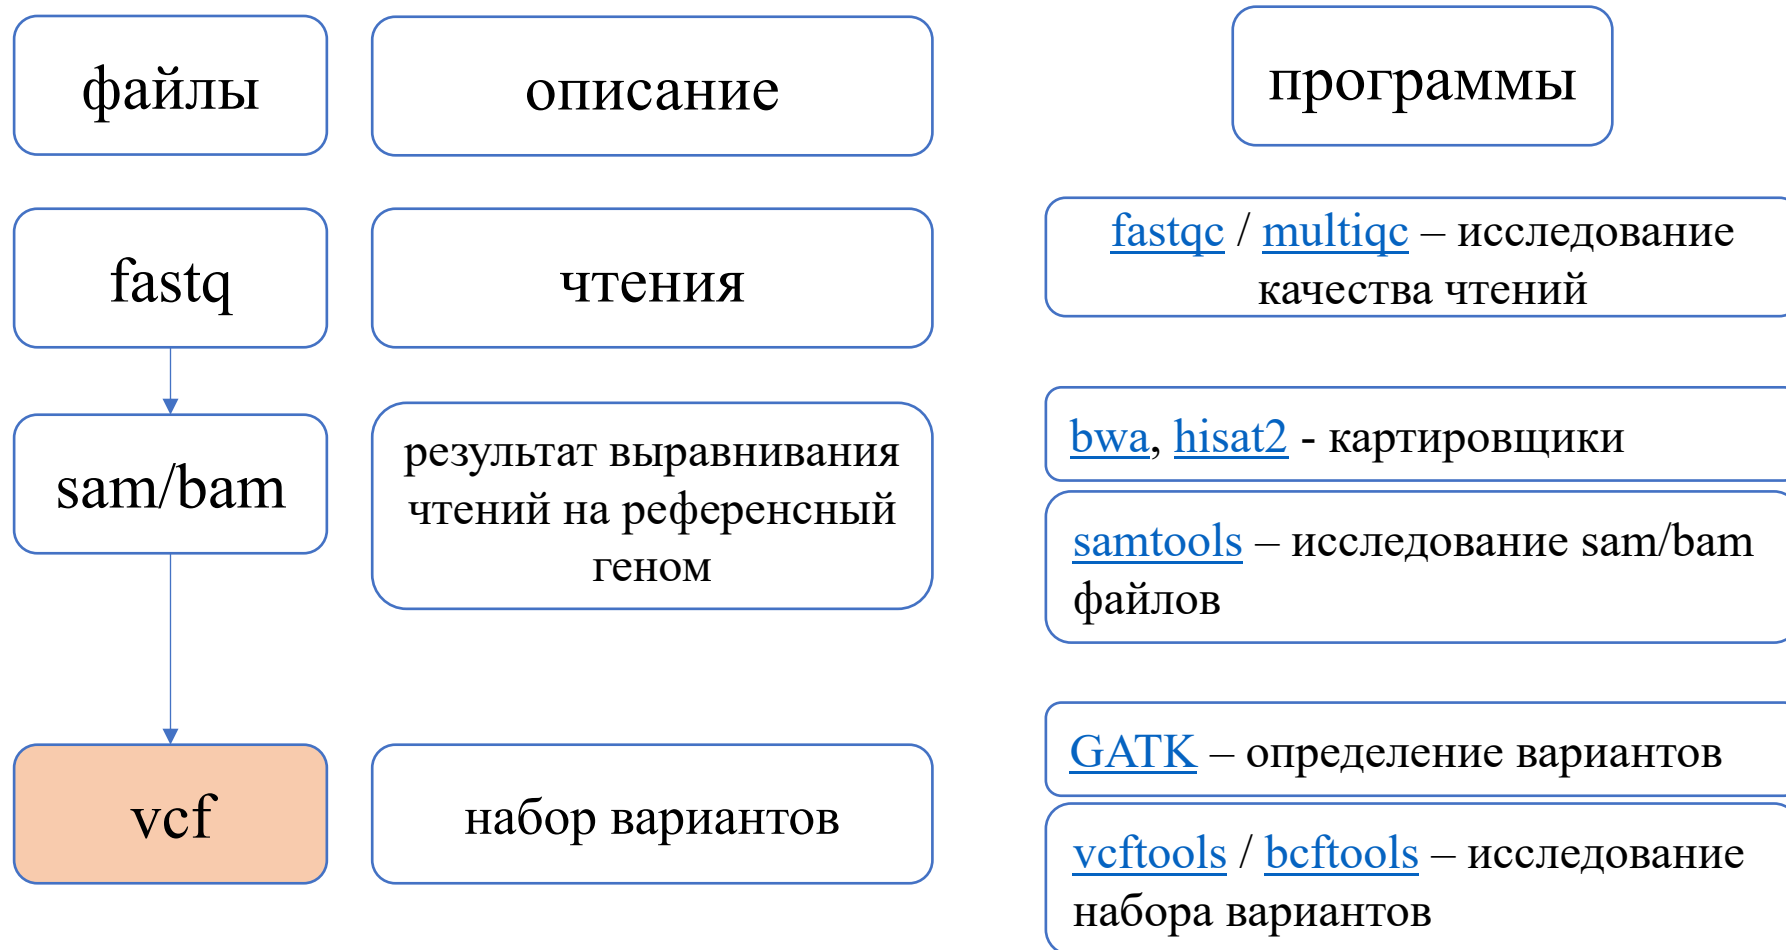 файлы
описание
программы
fastq
чтения
fastqc / multiqc – исследование
качества чтений
sam/bam
результат выравнивания
чтений на референсный
геном
bwa, hisat2 - картировщики
samtools – исследование sam/bam
файлов
vcf
набор вариантов
GATK – определение вариантов
vcftools / bcftools – исследование
набора вариантов